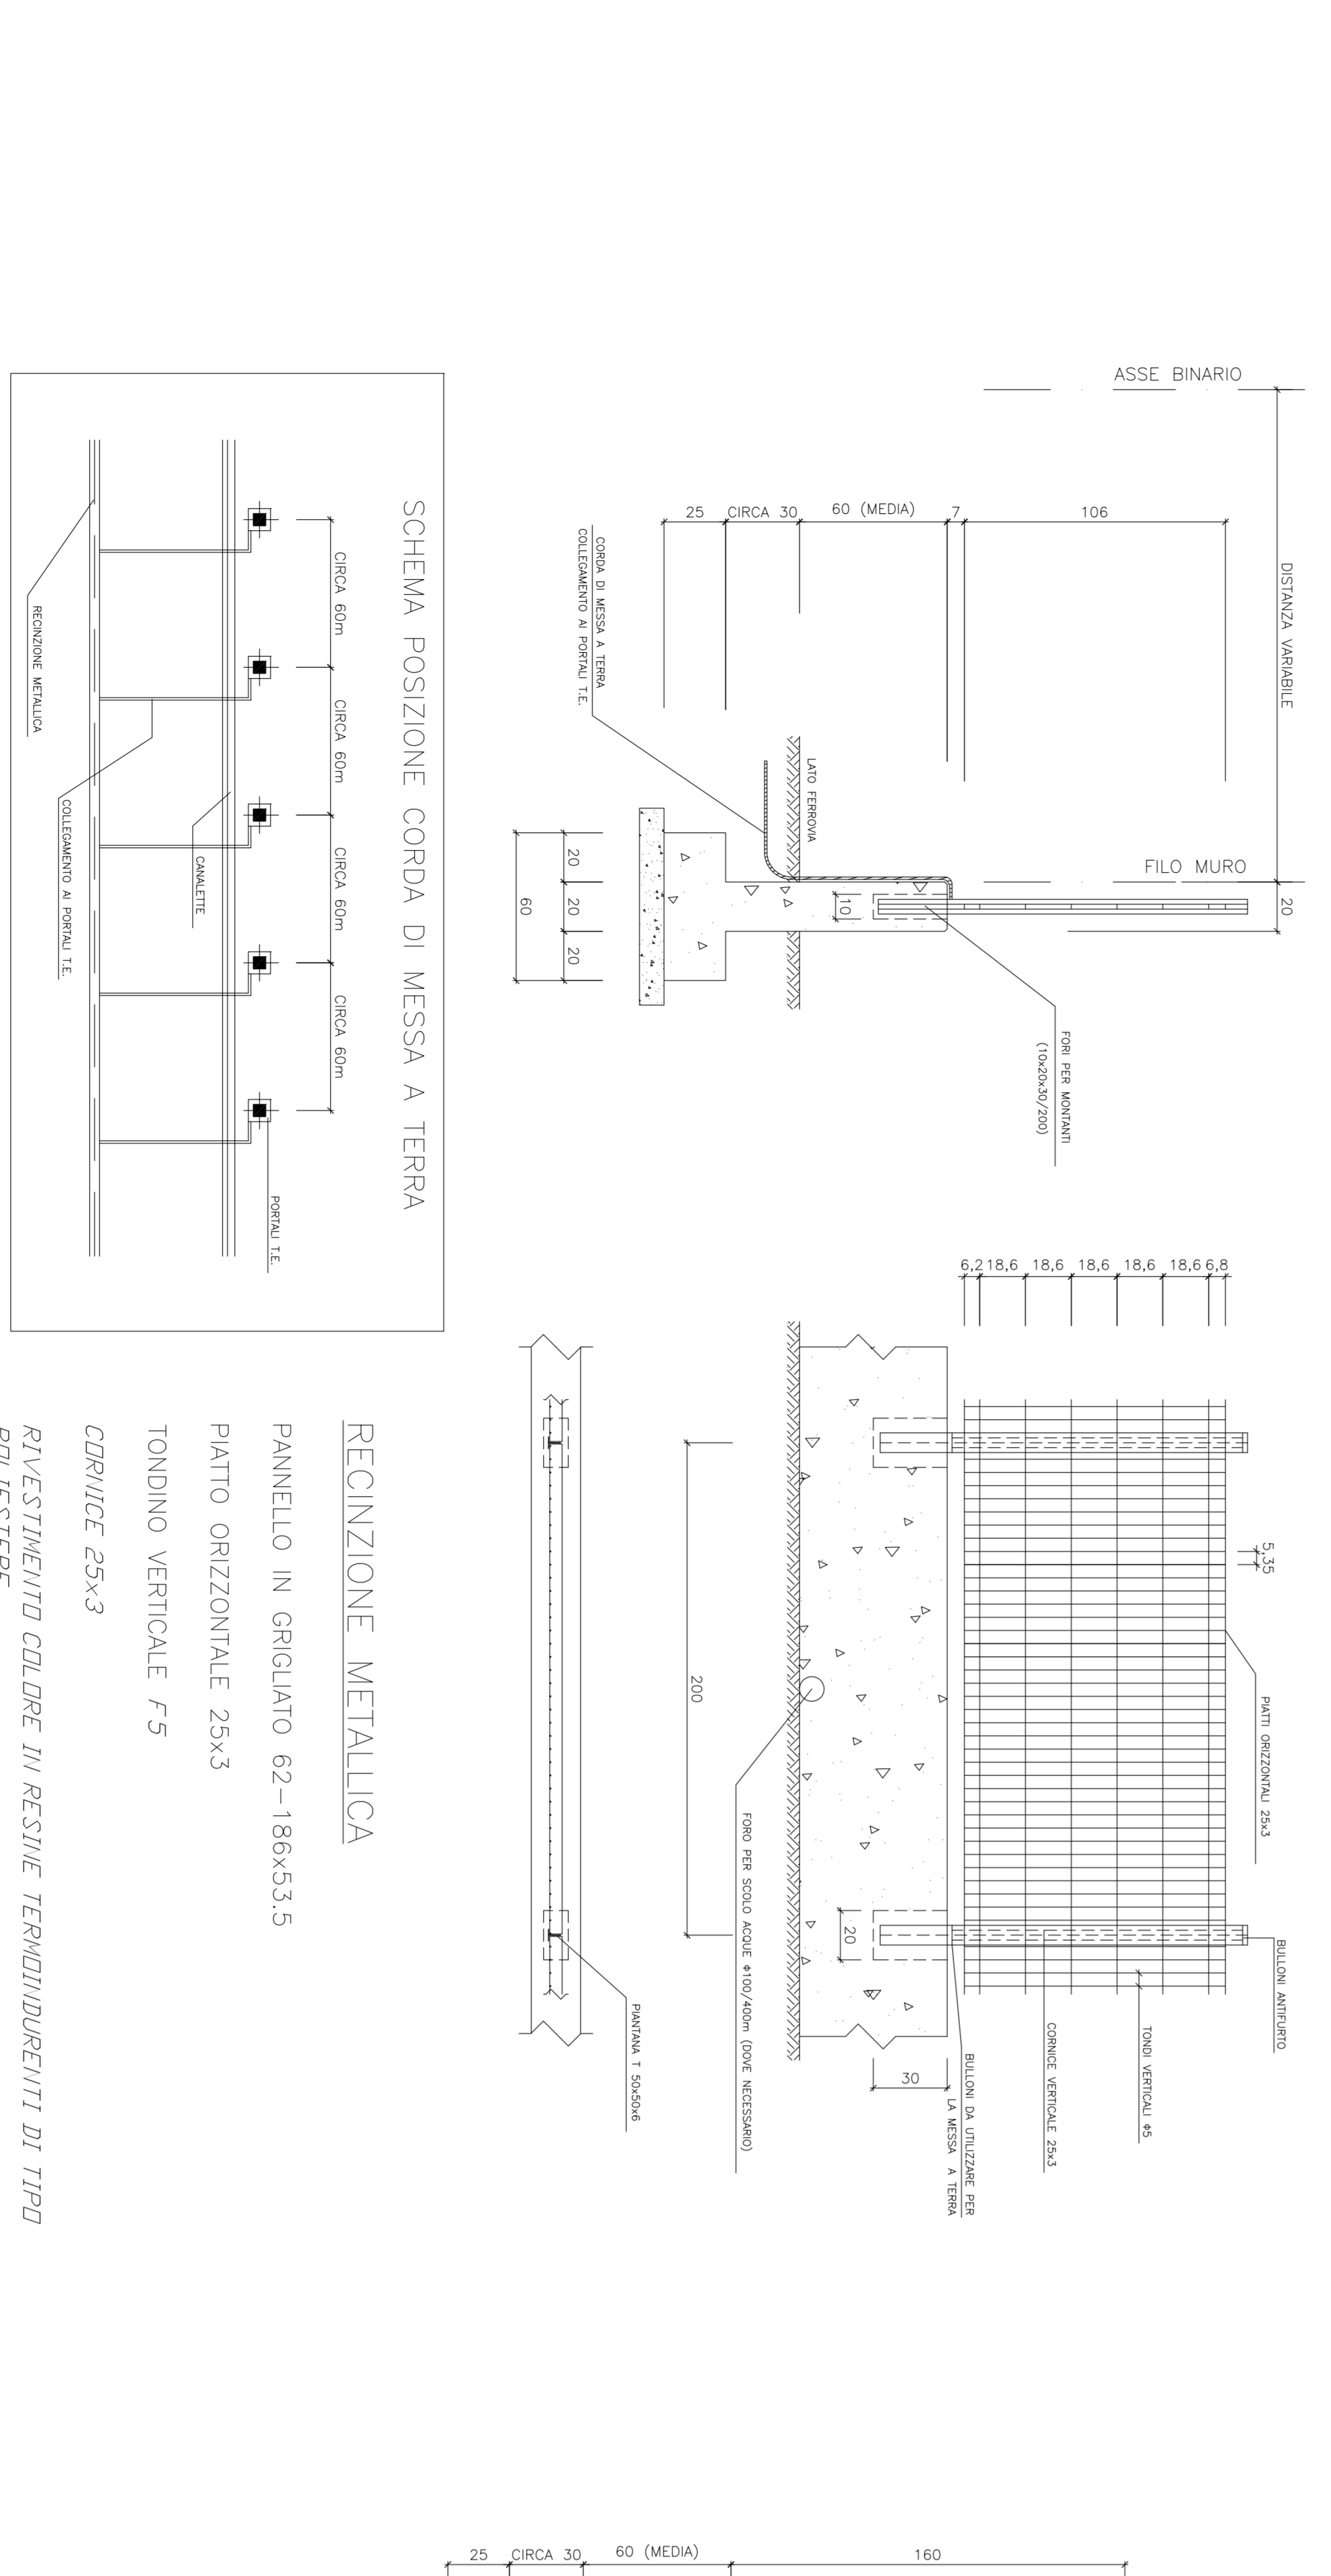 ASSE BINARIO
DISTANZA VARIABILE
FILO MURO
20
25
CIRCA 30
60 (MEDIA)
7
106
LATO FERROVIA
CORDA DI MESSA A TERRA
COLLEGAMENTO AI PORTALI T.E.
10
20
20
20
60
FORI PER MONTANTI
(10x20x30/200)
SCHEMA POSIZIONE CORDA DI MESSA A TERRA
CIRCA 60m
CIRCA 60m
CIRCA 60m
CIRCA 60m
RECINZIONE METALLICA
COLLEGAMENTO AI PORTALI T.E.
CANALETTE
PORTALI T.E.
6,2
18,6
18,6
18,6
18,6
18,6
6,8
5,35
PIATTI ORIZZONTALI 25x3
BULLONI ANTIFURTO
TONDI VERTICALI Φ5
CORNICE VERTICALE 25x3
BULLONI DA UTILIZZARE PER
LA MESSA A TERRA
30
20
200
FORO PER SCOLO ACQUE Φ100/400m (DOVE NECESSARIO)
PIANTANA T 50x50x6
RECINZIONE METALLICA
PANNELLO IN GRIGLIATO 62-186x53.5
PIATTO ORIZZONTALE 25x3
TONDINO VERTICALE F5
CORNICE 25x3
RIVESTIMENTO COLORE IN RESINE TERMOINDURENTI DI TIPO
POLIESTERE
25
CIRCA 30
60 (MEDIA)
160